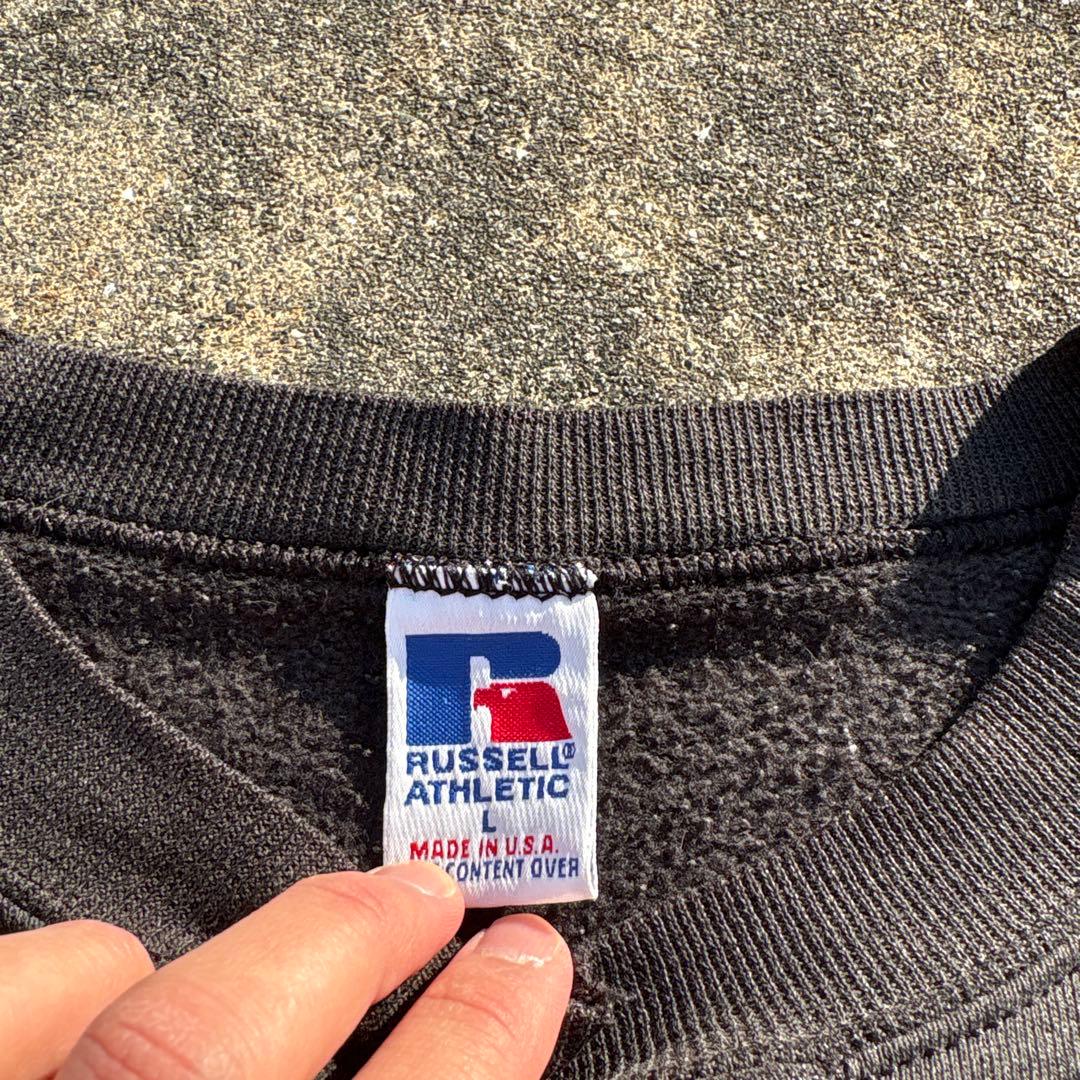 RUSSELL®
ATHLETIC
L
MADE IN U.S.A.
CONTENT OVER